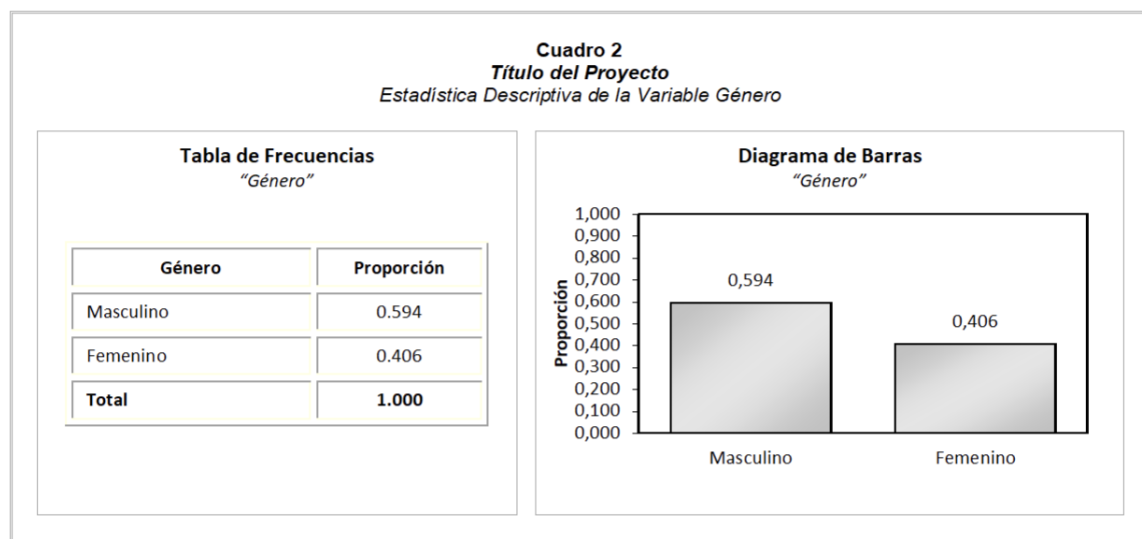 Cuadro 2
Título del Proyecto
Estadística Descriptiva de la Variable Género
Tabla de Frecuencias
“Género”
Género Proporción
Masculino 0.594
Femenino 0.406
Total 1.000
Diagrama de Barras
“Género”
Proporción
1,000
0,900
0,800
0,700
0,600
0,500
0,400
0,300
0,200
0,100
0,000
0,594
0,406
Masculino Femenino